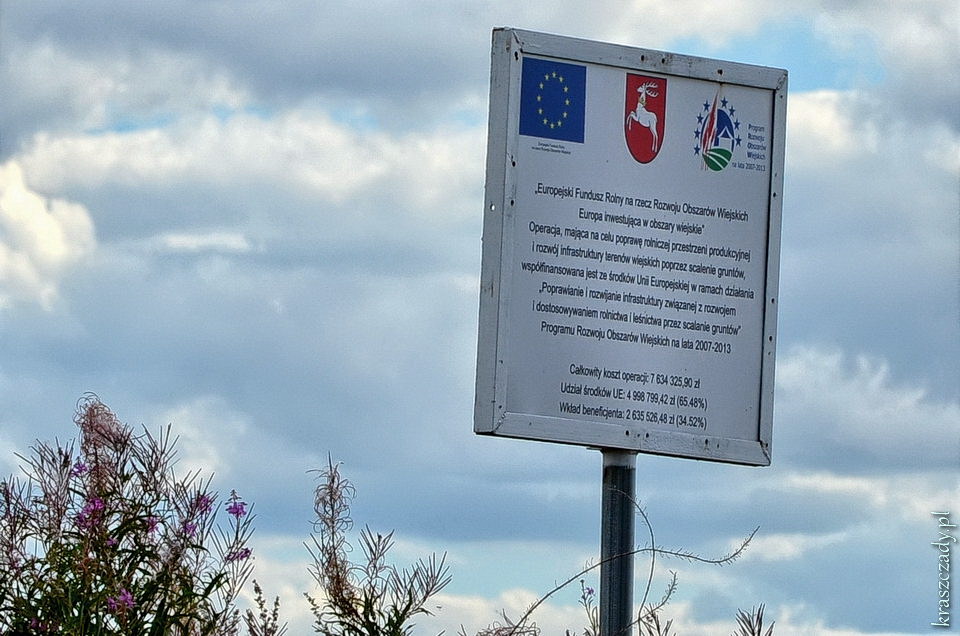 Program
Rozwoju
Obszarów
Wiejskich
na lata 2007-2013
„Europejski Fundusz Rolny na rzecz Rozwoju Obszarów Wiejskich
Europa inwestująca w obszary wiejskie"
Operacja, mająca na celu poprawę rolniczej przestrzeni produkcyjnej
i rozwój infrastruktury terenów wiejskich poprzez scalenie gruntów,
współfinansowana jest ze środków Unii Europejskiej w ramach działania
„Poprawianie i rozwijanie infrastruktury związanej z rozwojem
i dostosowywaniem rolnictwa i leśnictwa przez scalanie gruntów"
Programu Rozwoju Obszarów Wiejskich na lata 2007-2013
Całkowity koszt operacji: 7 634 325,90 zł
Udział środków UE: 4 998 799,42 zł (65.48%)
Wkład beneficjenta: 2 635 526,48 zł (34.52%)
kraszczady.pl